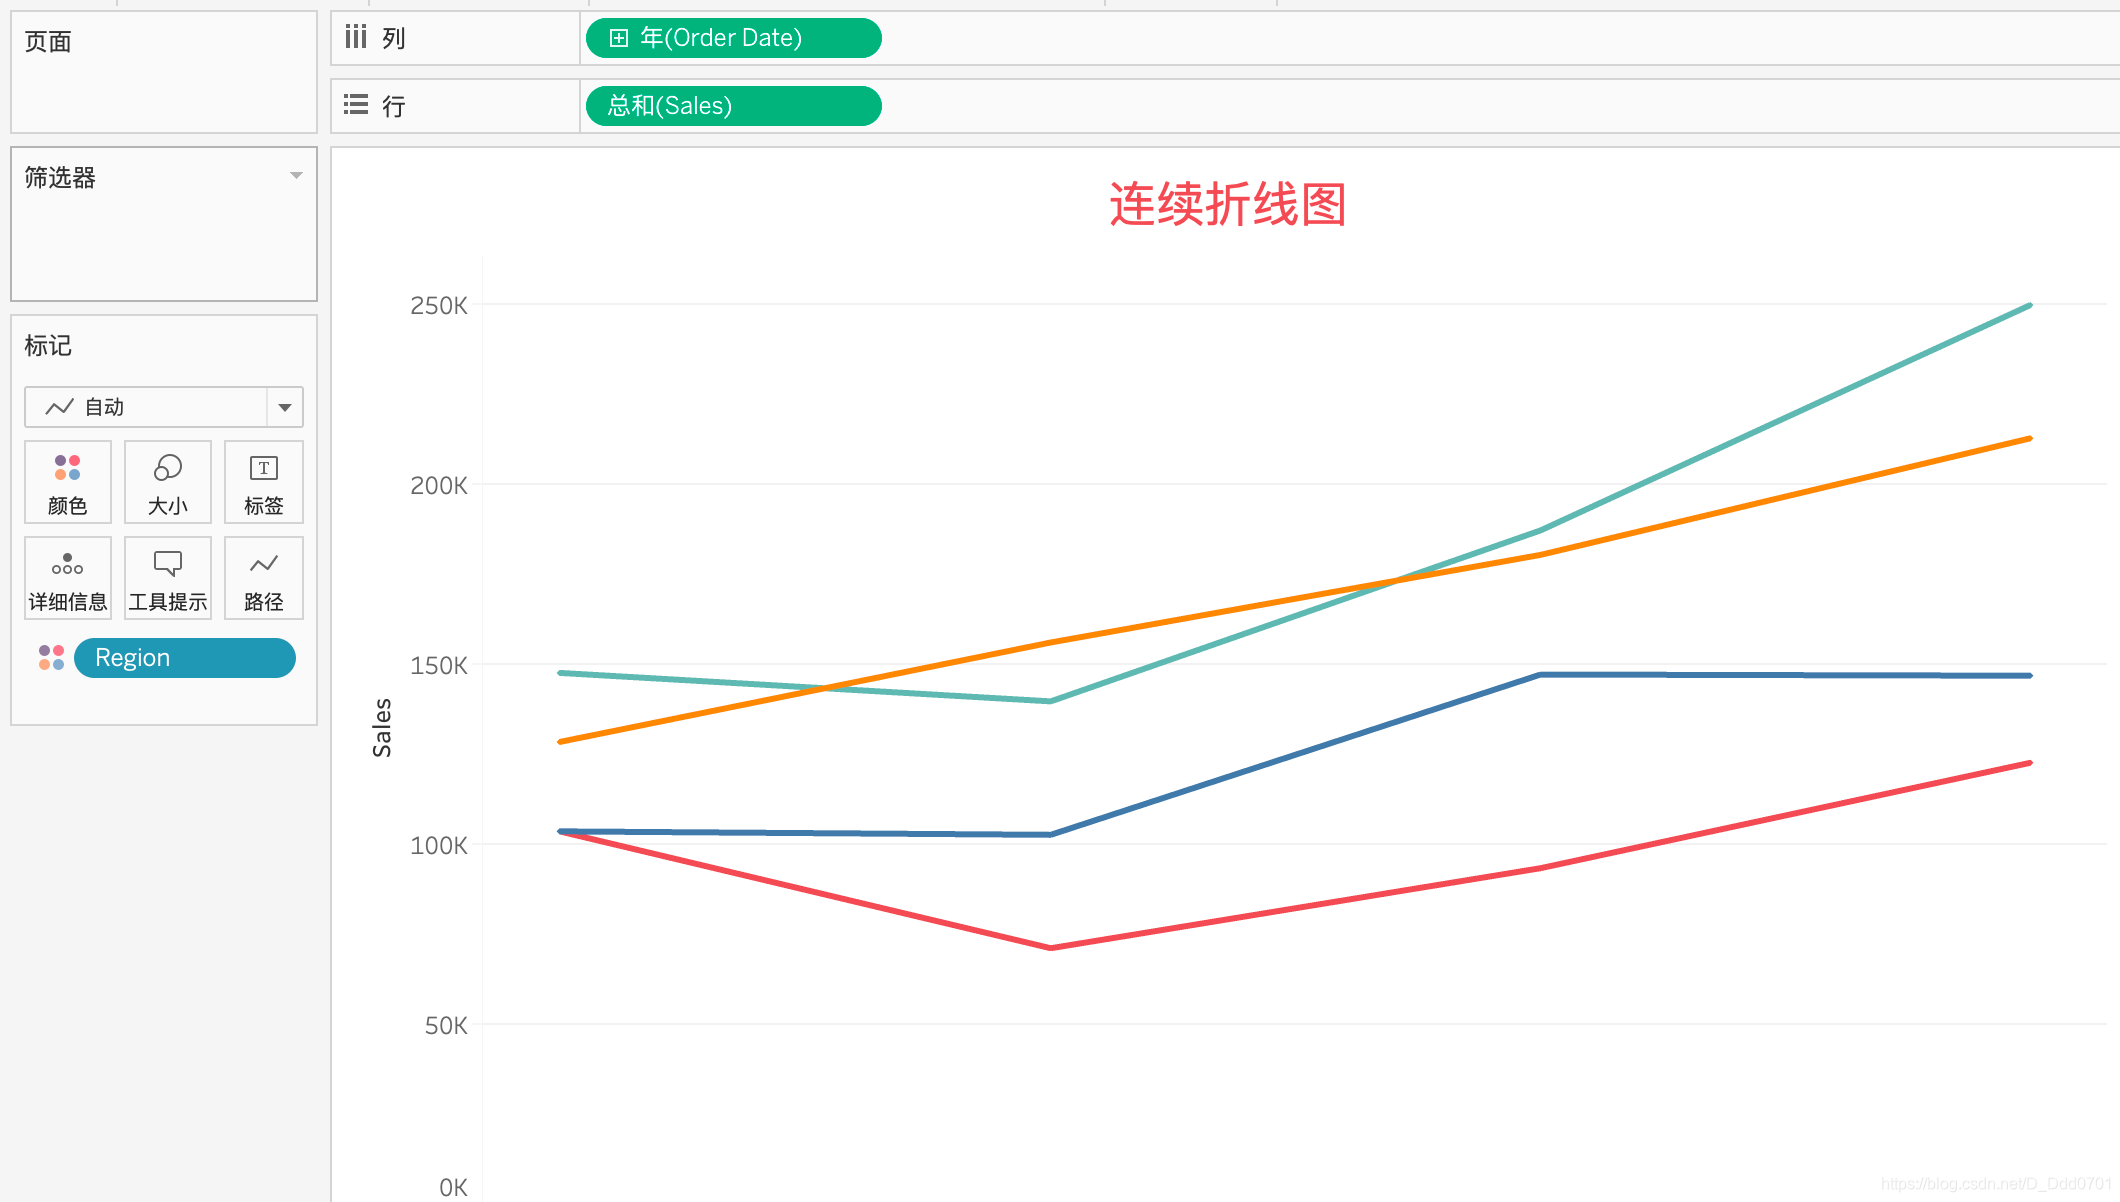 页面
列
年(Order Date)
行
总和(Sales)
筛选器
标记
自动
颜色
大小
标签
详细信息
工具提示
路径
Region
连续折线图
250K
200K
150K
100K
50K
0K
Sales
https://blog.csdn.net/D_Ddd0701